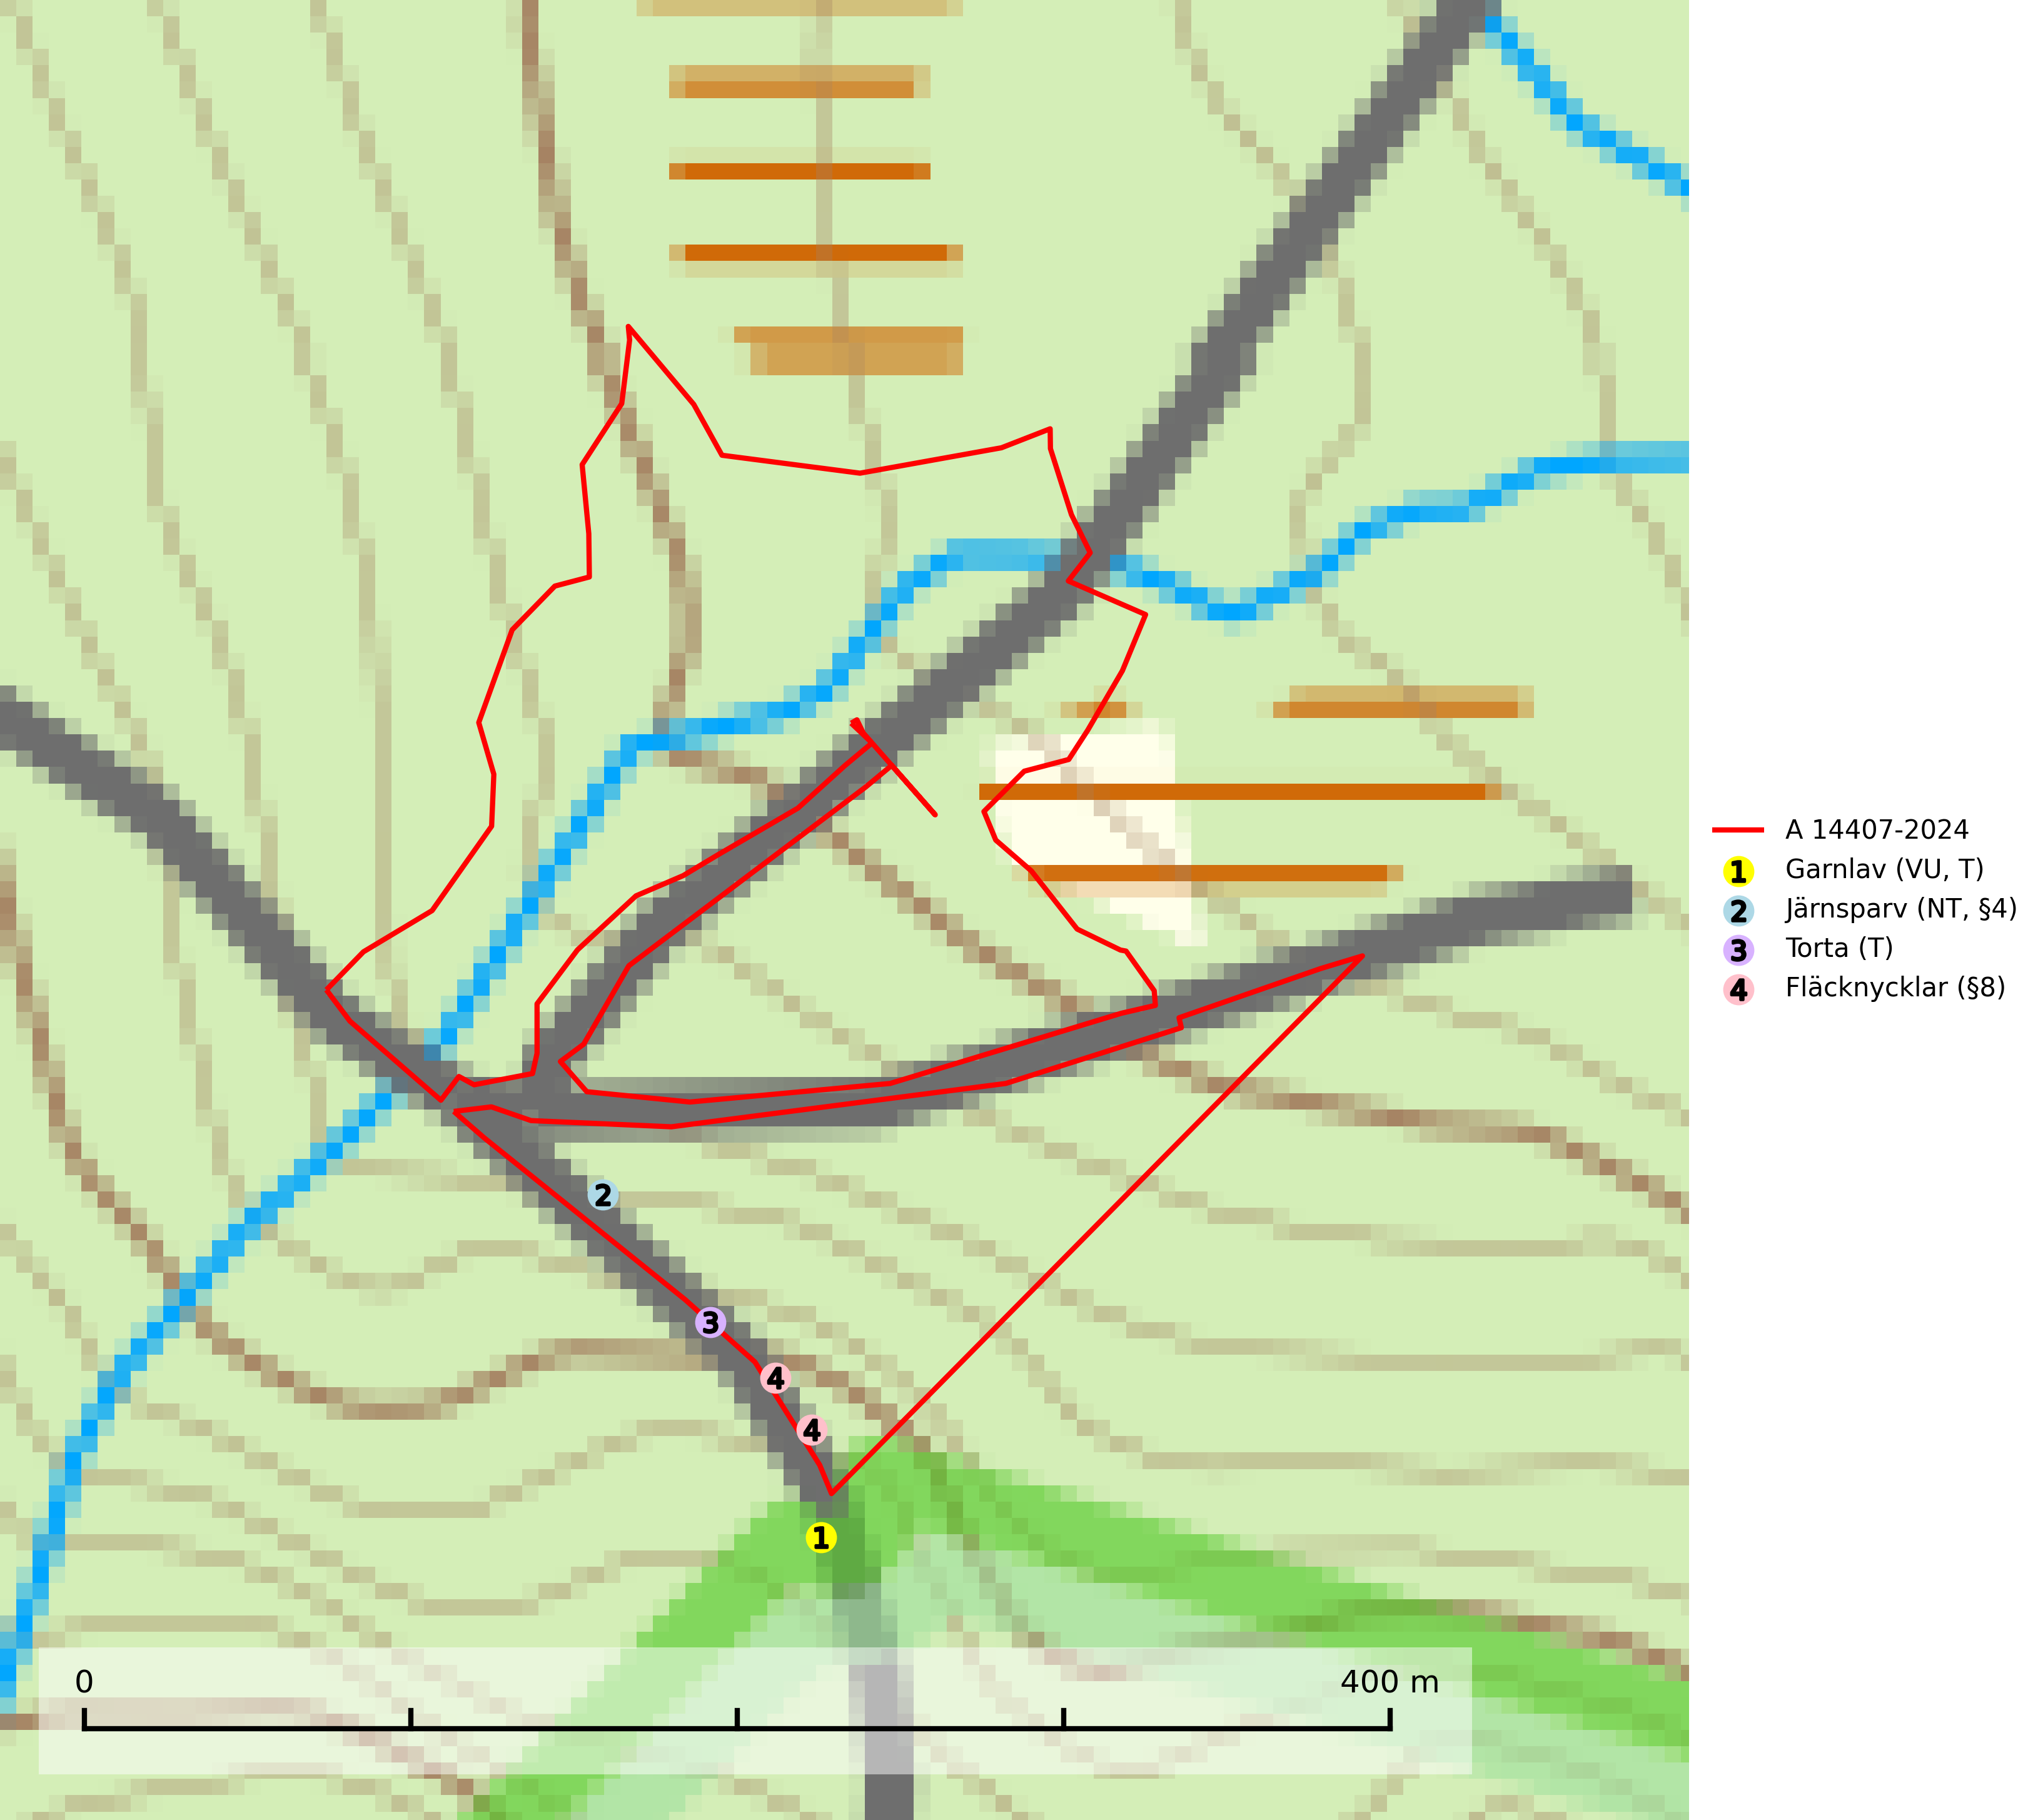 A 14407-2024
1 Garnlav (VU, T)
2 Järnsparv (NT, §4)
3 Torta (T)
4 Fläcknycklar (§8)
2
3
4
4
1
0 400 m